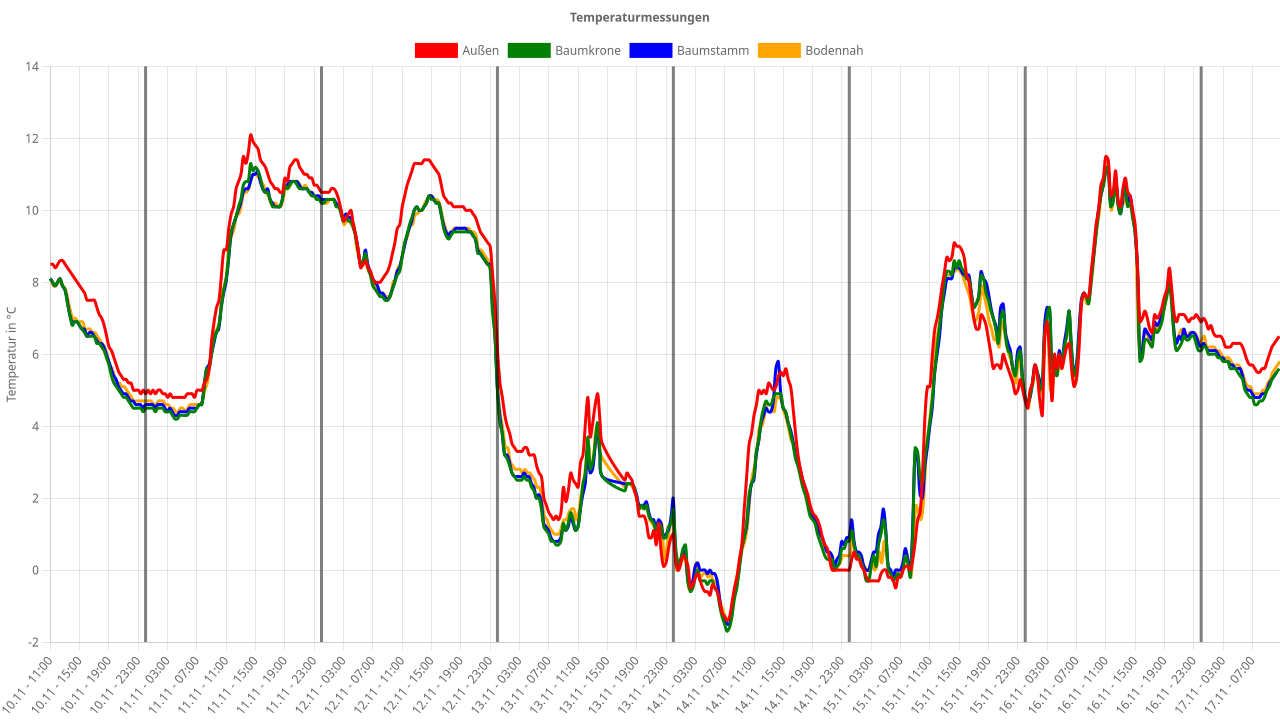 Temperaturmessungen
Außen Baumkrone Baumstamm Bodennah
Temperatur in °C
14
12
10
8
6
4
2
0
-2
10.11 - 11:00
10.11 - 15:00
10.11 - 19:00
10.11 - 23:00
11.11 - 03:00
11.11 - 07:00
11.11 - 11:00
11.11 - 15:00
11.11 - 19:00
11.11 - 23:00
12.11 - 03:00
12.11 - 07:00
12.11 - 11:00
12.11 - 15:00
12.11 - 19:00
12.11 - 23:00
13.11 - 03:00
13.11 - 07:00
13.11 - 11:00
13.11 - 15:00
13.11 - 19:00
13.11 - 23:00
14.11 - 03:00
14.11 - 07:00
14.11 - 11:00
14.11 - 15:00
14.11 - 19:00
14.11 - 23:00
15.11 - 03:00
15.11 - 07:00
15.11 - 11:00
15.11 - 15:00
15.11 - 19:00
15.11 - 23:00
16.11 - 03:00
16.11 - 07:00
16.11 - 11:00
16.11 - 15:00
16.11 - 19:00
16.11 - 23:00
17.11 - 03:00
17.11 - 07:00